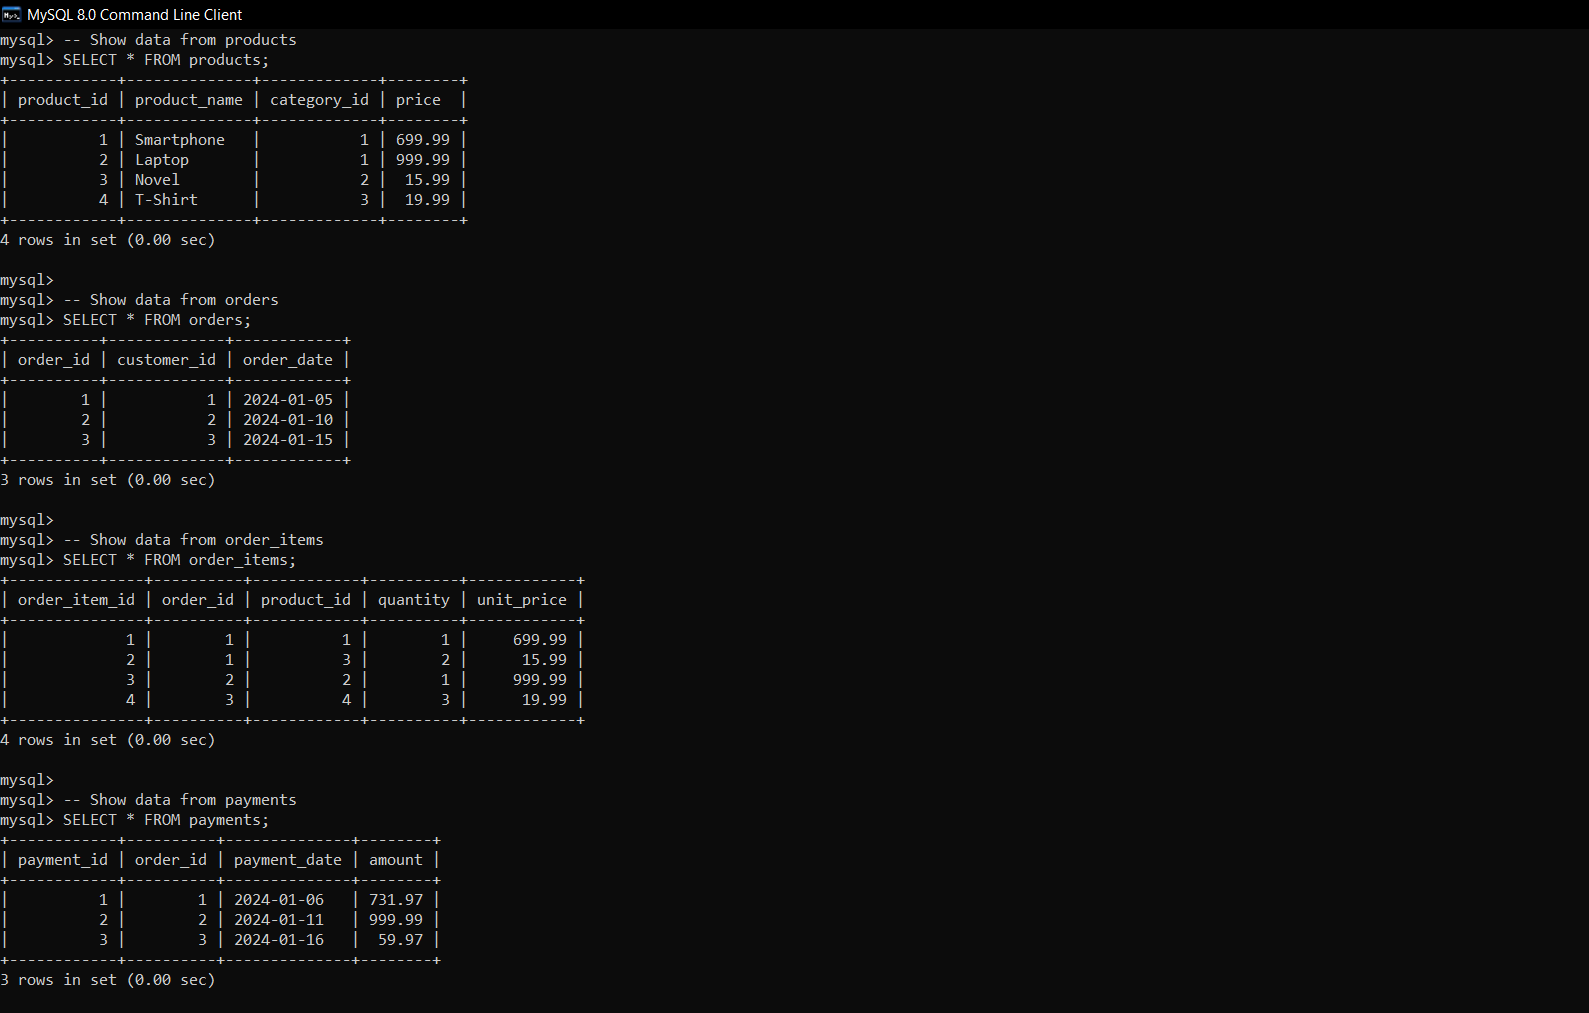 MySQL 8.0 Command Line Client
mysql> -- Show data from products
mysql> SELECT * FROM products;
+------------+--------------+-------------+--------+
| product_id | product_name | category_id | price  |
+------------+--------------+-------------+--------+
|          1 | Smartphone   |           1 | 699.99 |
|          2 | Laptop       |           1 | 999.99 |
|          3 | Novel        |           2 |  15.99 |
|          4 | T-Shirt      |           3 |  19.99 |
+------------+--------------+-------------+--------+
4 rows in set (0.00 sec)

mysql>
mysql> -- Show data from orders
mysql> SELECT * FROM orders;
+----------+-------------+------------+
| order_id | customer_id | order_date |
+----------+-------------+------------+
|        1 |           1 | 2024-01-05 |
|        2 |           2 | 2024-01-10 |
|        3 |           3 | 2024-01-15 |
+----------+-------------+------------+
3 rows in set (0.00 sec)

mysql>
mysql> -- Show data from order_items
mysql> SELECT * FROM order_items;
+---------------+----------+------------+----------+------------+
| order_item_id | order_id | product_id | quantity | unit_price |
+---------------+----------+------------+----------+------------+
|             1 |        1 |          1 |        1 |     699.99 |
|             2 |        1 |          3 |        2 |      15.99 |
|             3 |        2 |          2 |        1 |     999.99 |
|             4 |        3 |          4 |        3 |      19.99 |
+---------------+----------+------------+----------+------------+
4 rows in set (0.00 sec)

mysql>
mysql> -- Show data from payments
mysql> SELECT * FROM payments;
+------------+----------+--------------+--------+
| payment_id | order_id | payment_date | amount |
+------------+----------+--------------+--------+
|          1 |        1 | 2024-01-06   | 731.97 |
|          2 |        2 | 2024-01-11   | 999.99 |
|          3 |        3 | 2024-01-16   |  59.97 |
+------------+----------+--------------+--------+
3 rows in set (0.00 sec)